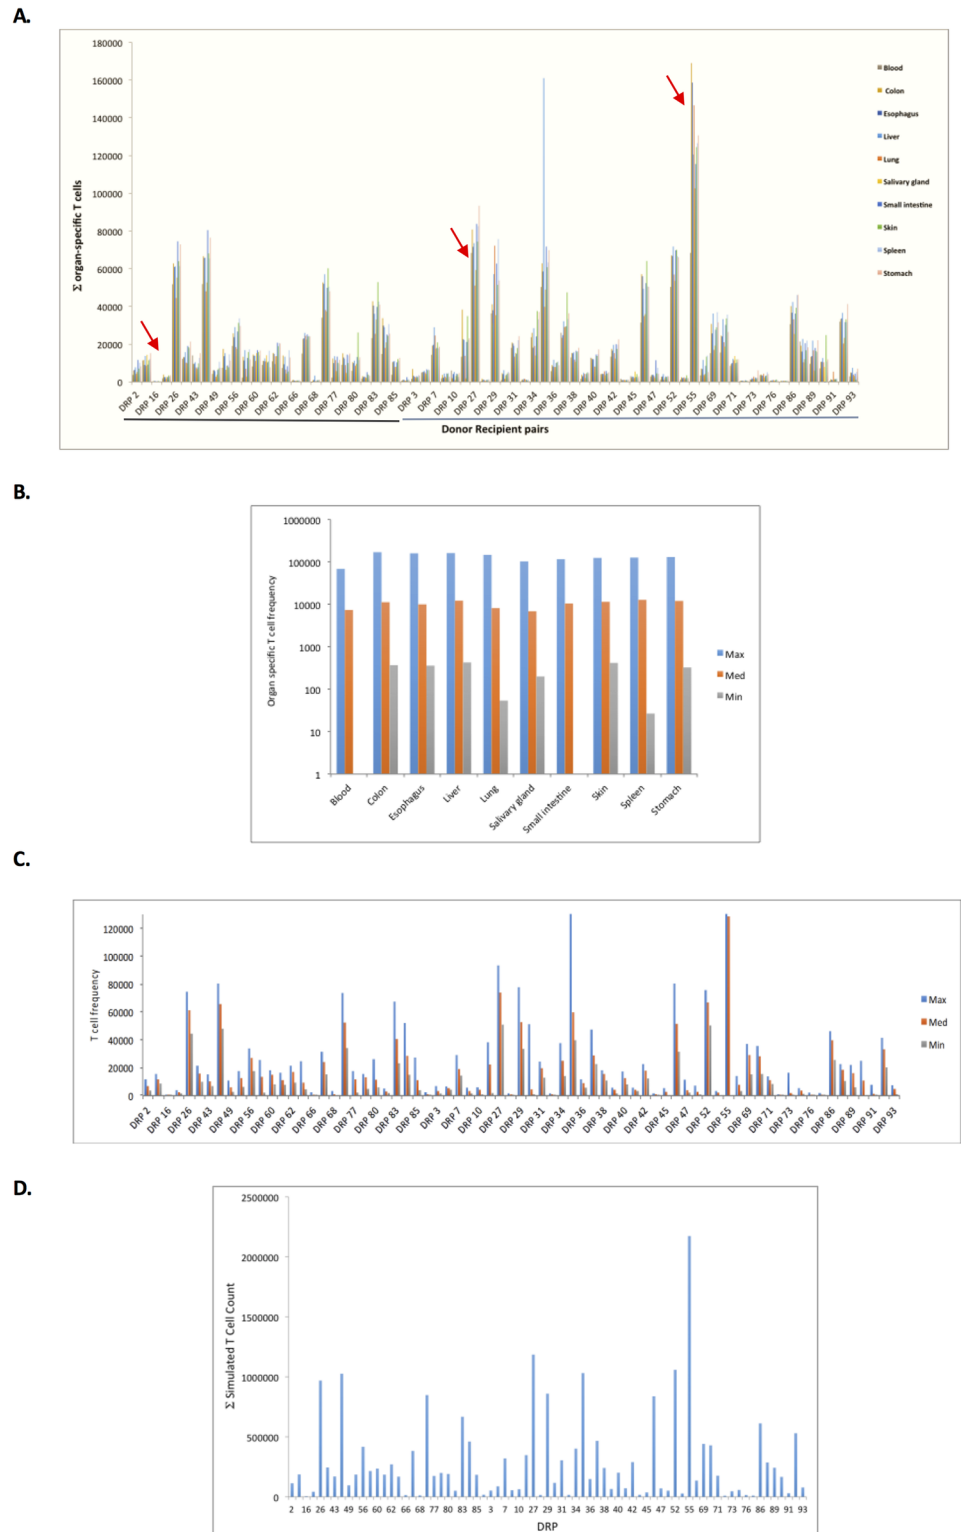 A.
180000
160000
140000
120000
100000
80000
60000
40000
20000
0
Σ organ-specific T cells
Blood
Colon
Esophagus
Liver
Lung
Salivary gland
Small intestine
Skin
Spleen
Stomach
DRP 2 DRP 16 DRP 26 DRP 43 DRP 49 DRP 56 DRP 60 DRP 62 DRP 66 DRP 68 DRP 77 DRP 80 DRP 83 DRP 85 DRP 3 DRP 7 DRP 10 DRP 27 DRP 29 DRP 31 DRP 34 DRP 36 DRP 38 DRP 40 DRP 42 DRP 45 DRP 47 DRP 52 DRP 55 DRP 69 DRP 71 DRP 73 DRP 76 DRP 86 DRP 89 DRP 91 DRP 93
Donor Recipient pairs
B.
1000000
100000
10000
1000
100
10
1
Organ specific T cell frequency
Max
Med
Min
Blood Colon Esophagus Liver Lung Salivary gland Small intestine Skin Spleen Stomach
C.
120000
100000
80000
60000
40000
20000
0
T cell frequency
Max
Med
Min
DRP 2 DRP 16 DRP 26 DRP 43 DRP 49 DRP 56 DRP 60 DRP 62 DRP 66 DRP 68 DRP 77 DRP 80 DRP 83 DRP 85 DRP 3 DRP 7 DRP 10 DRP 27 DRP 29 DRP 31 DRP 34 DRP 36 DRP 38 DRP 40 DRP 42 DRP 45 DRP 47 DRP 52 DRP 55 DRP 69 DRP 71 DRP 73 DRP 76 DRP 86 DRP 89 DRP 91 DRP 93
D.
2500000
2000000
1500000
1000000
500000
0
Σ Simulated T Cell Count
2 16 26 43 49 56 60 62 66 68 77 80 83 85 3 7 10 27 29 31 34 36 38 40 42 45 47 52 55 69 71 73 76 86 89 91 93
DRP